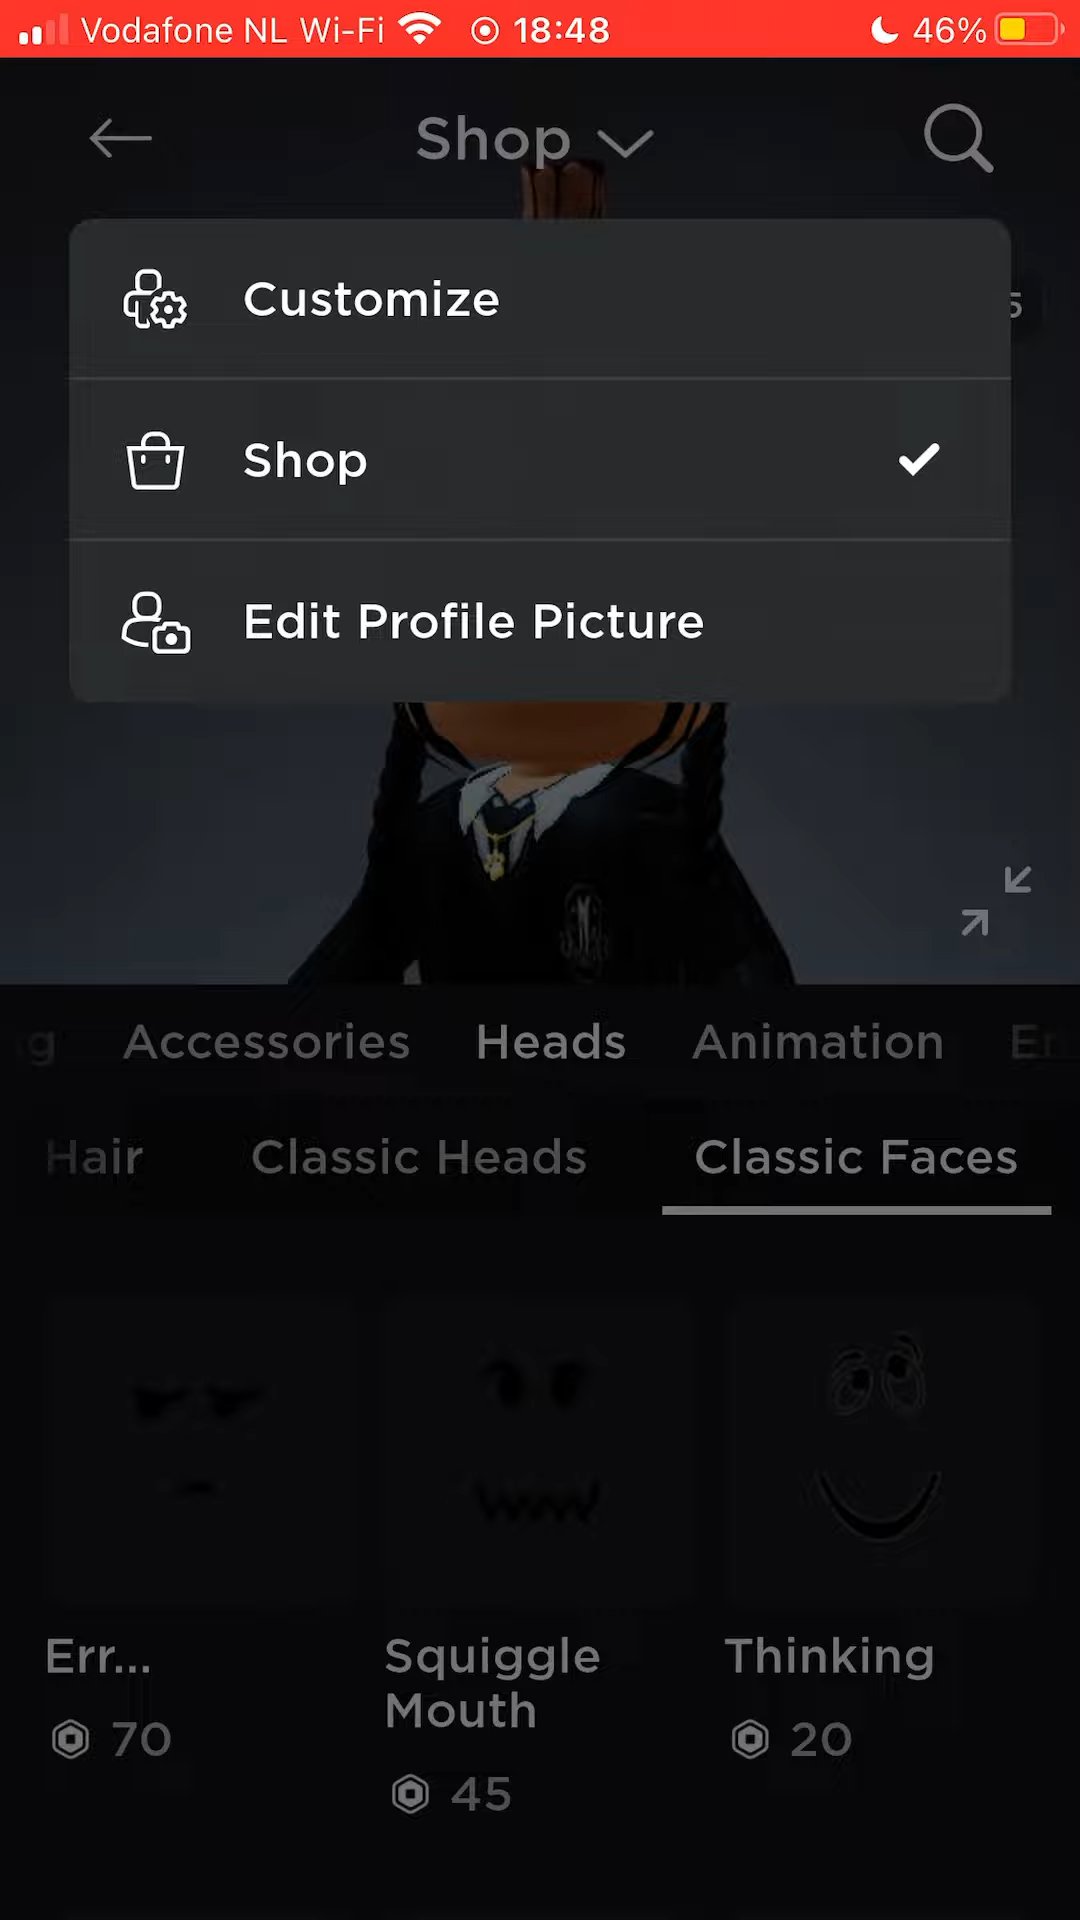 Vodafone NL Wi-Fi 18:48 46%
Shop
Customize
5
Shop
Edit Profile Picture
g Accessories Heads Animation
Hair Classic Heads Classic Faces
Err... Squiggle Mouth Thinking
70 45 20